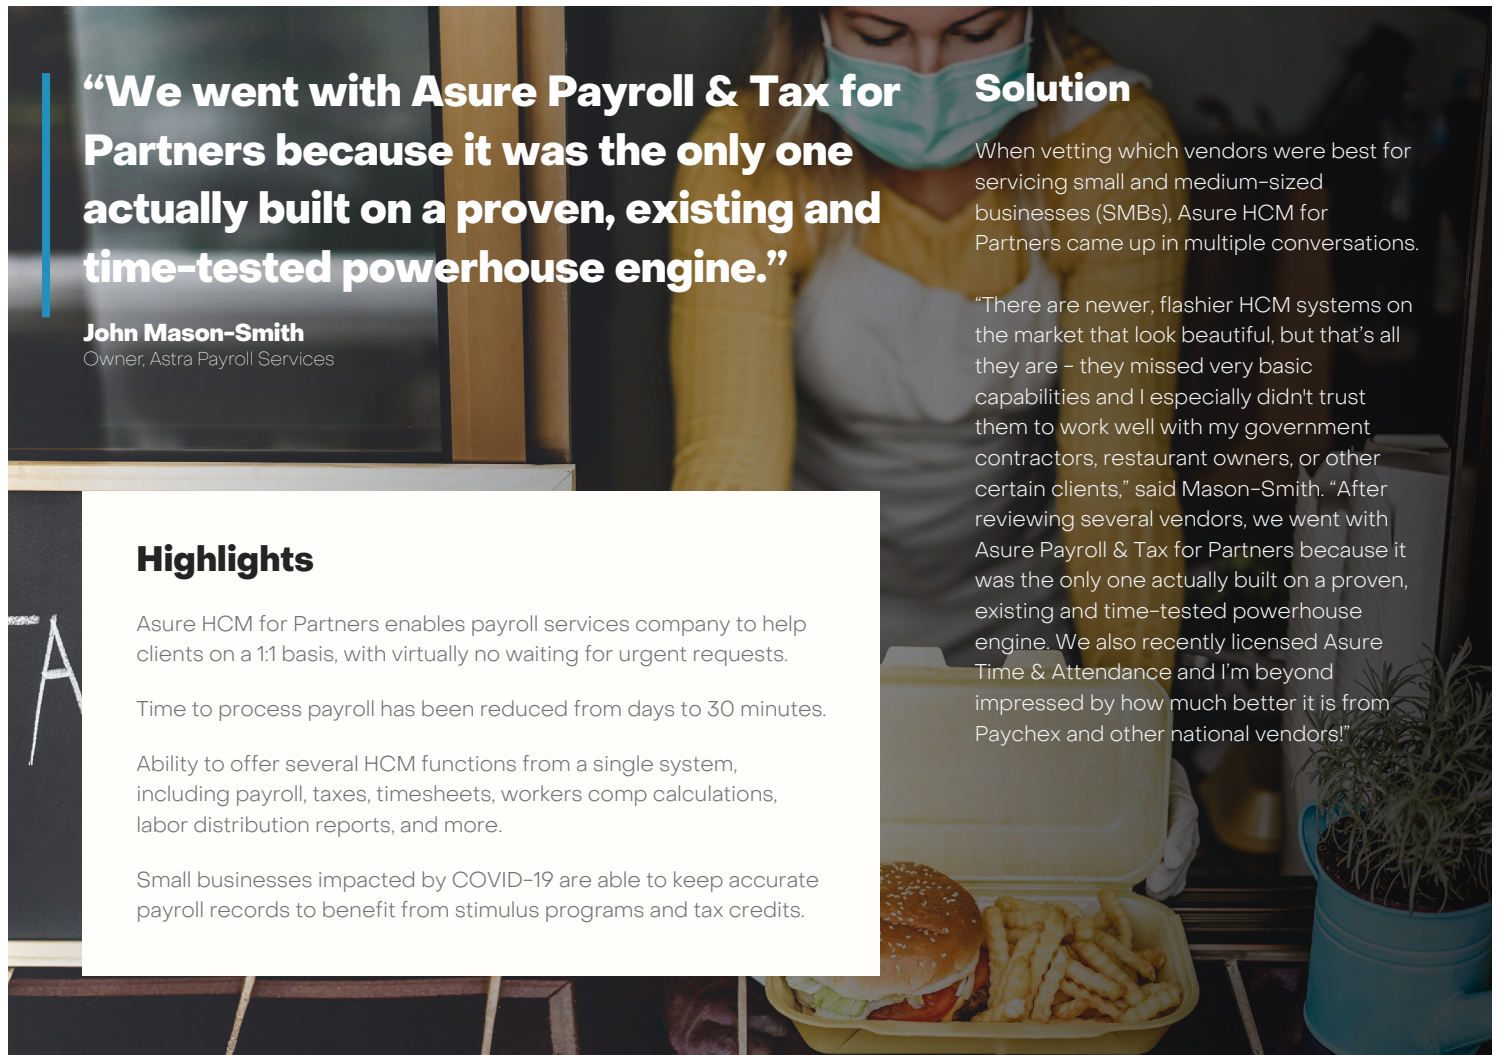 “We went with Asure Payroll & Tax for
Partners because it was the only one
actually built on a proven, existing and
time-tested powerhouse engine.”
John Mason-Smith
Owner, Astra Payroll Services
Highlights
Asure HCM for Partners enables payroll services company to help
clients on a 1:1 basis, with virtually no waiting for urgent requests.
Time to process payroll has been reduced from days to 30 minutes.
Ability to offer several HCM functions from a single system,
including payroll, taxes, timesheets, workers comp calculations,
labor distribution reports, and more.
Small businesses impacted by COVID-19 are able to keep accurate
payroll records to benefit from stimulus programs and tax credits.
Solution
When vetting which vendors were best for
servicing small and medium-sized
businesses (SMBs), Asure HCM for
Partners came up in multiple conversations.
“There are newer, flashier HCM systems on
the market that look beautiful, but that’s all
they are – they missed very basic
capabilities and I especially didn't trust
them to work well with my government
contractors, restaurant owners, or other
certain clients,” said Mason-Smith. “After
reviewing several vendors, we went with
Asure Payroll & Tax for Partners because it
was the only one actually built on a proven,
existing and time-tested powerhouse
engine. We also recently licensed Asure
Time & Attendance and I’m beyond
impressed by how much better it is from
Paychex and other national vendors!”